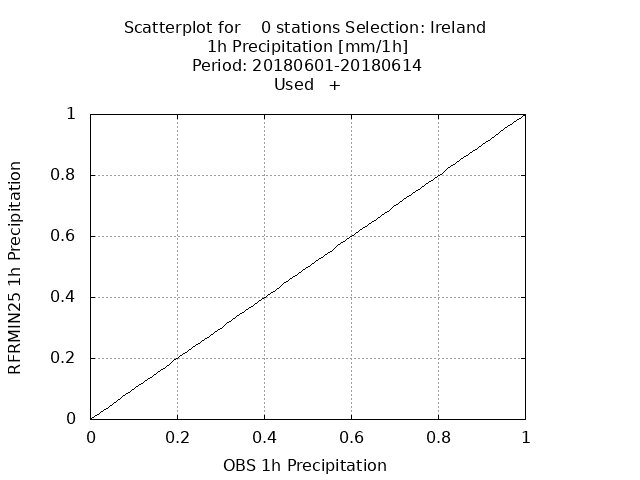 Scatterplot for    0 stations Selection: Ireland
1h Precipitation [mm/1h]
Period: 20180601-20180614
Used +
1
0.8
0.6
0.4
0.2
0
RFRMIN25 1h Precipitation
0 0.2 0.4 0.6 0.8 1
OBS 1h Precipitation